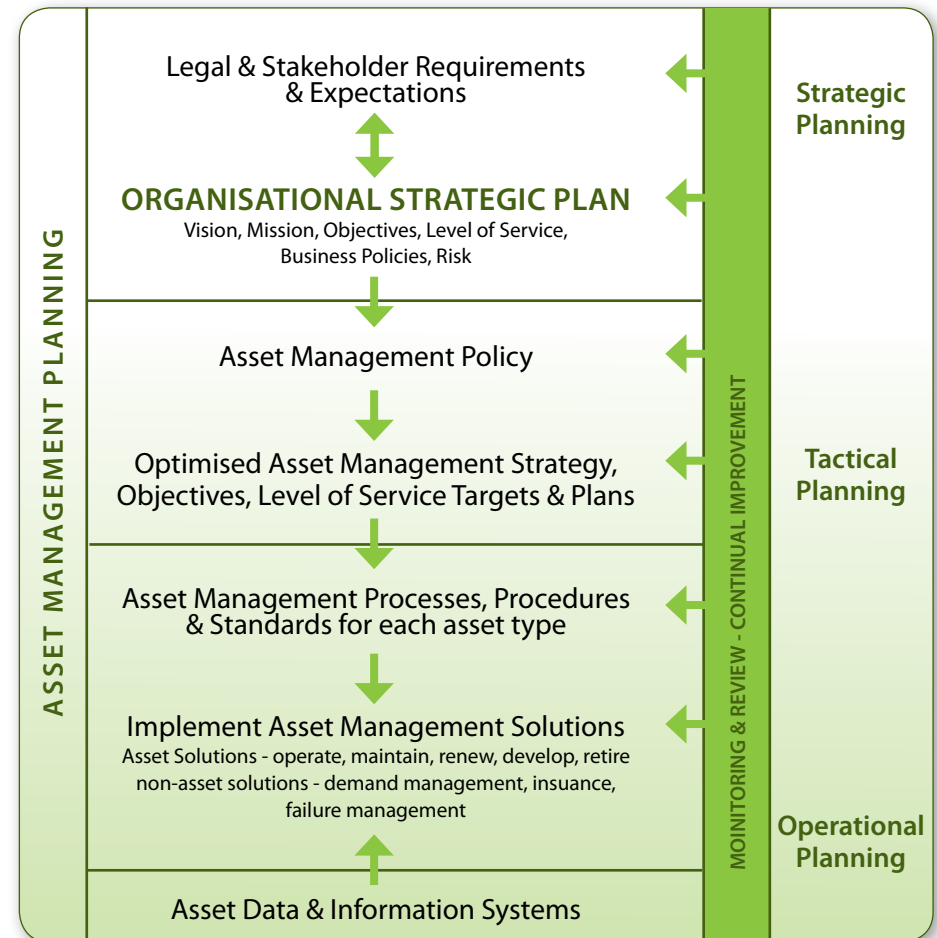 ASSET MANAGEMENT PLANNING
Legal & Stakeholder Requirements
& Expectations
ORGANISATIONAL STRATEGIC PLAN
Vision, Mission, Objectives, Level of Service,
Business Policies, Risk
Asset Management Policy
Optimised Asset Management Strategy,
Objectives, Level of Service Targets & Plans
Asset Management Processes, Procedures
& Standards for each asset type
Implement Asset Management Solutions
Asset Solutions - operate, maintain, renew, develop, retire
non-asset solutions - demand management, insuance,
failure management
Asset Data & Information Systems
MOINITORING & REVIEW - CONTINUAL IMPROVEMENT
Strategic
Planning
Tactical
Planning
Operational
Planning